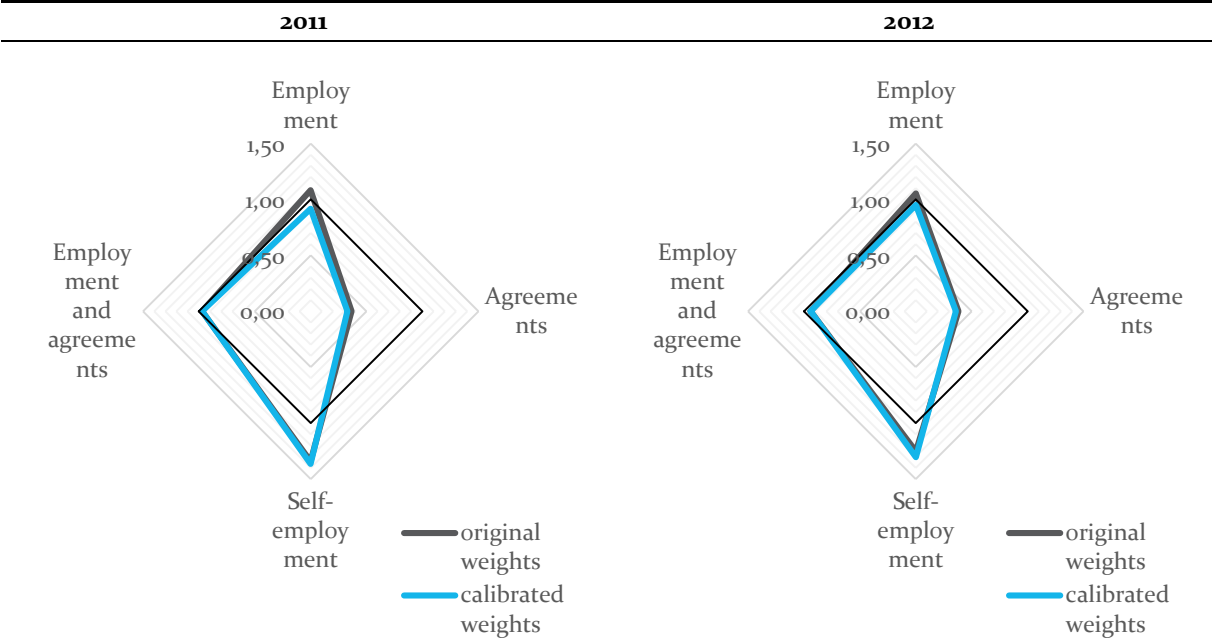 2011
2012
Employ
ment
1,50
1,00
0,50
0,00
Employ
ment
and
agreeme
nts
Agreeme
nts
Self-
employ
ment
original
weights
calibrated
weights
Employ
ment
1,50
1,00
0,50
0,00
Employ
ment
and
agreeme
nts
Agreeme
nts
Self-
employ
ment
original
weights
calibrated
weights